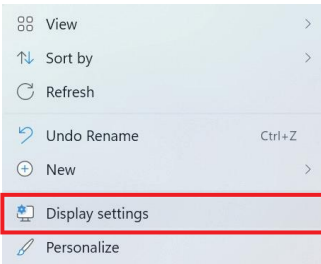 View
Sort by
Refresh
Undo Rename Ctrl+Z
New
Display settings
Personalize